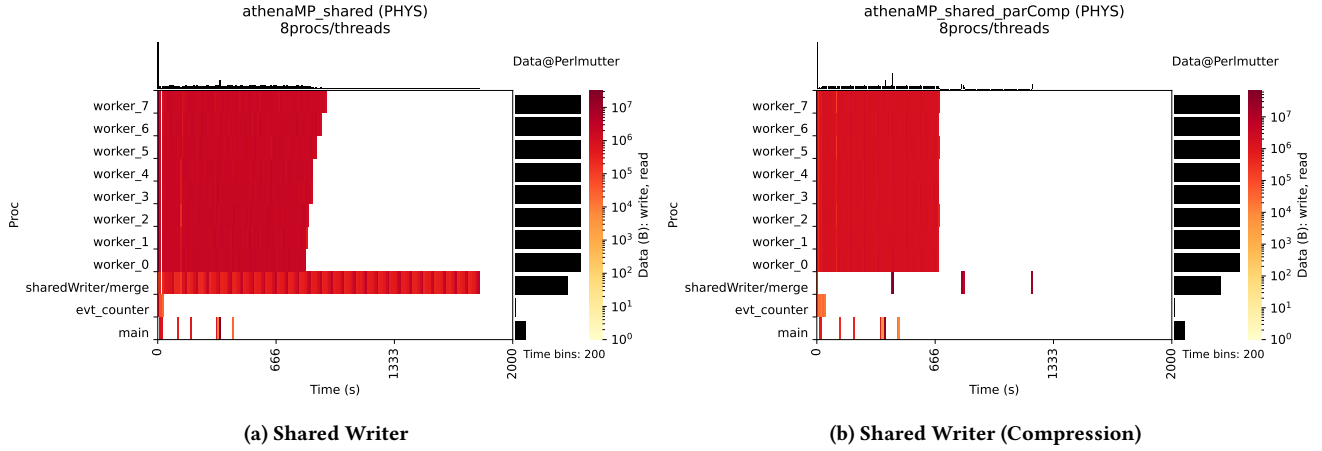 athenaMP_shared (PHYS)
8procs/threads
Data@Perlmutter
Proc
worker_7
worker_6
worker_5
worker_4
worker_3
worker_2
worker_1
worker_0
sharedWriter/merge
evt_counter
main
0
666
1333
2000
Time (s)
Time bins: 200
10^7
10^6
10^5
10^4
10^3
10^2
10^1
10^0
Data (B): write, read
(a) Shared Writer
athenaMP_shared_parComp (PHYS)
8procs/threads
Data@Perlmutter
Proc
worker_7
worker_6
worker_5
worker_4
worker_3
worker_2
worker_1
worker_0
sharedWriter/merge
evt_counter
main
0
666
1333
2000
Time (s)
Time bins: 200
10^7
10^6
10^5
10^4
10^3
10^2
10^1
10^0
Data (B): write, read
(b) Shared Writer (Compression)